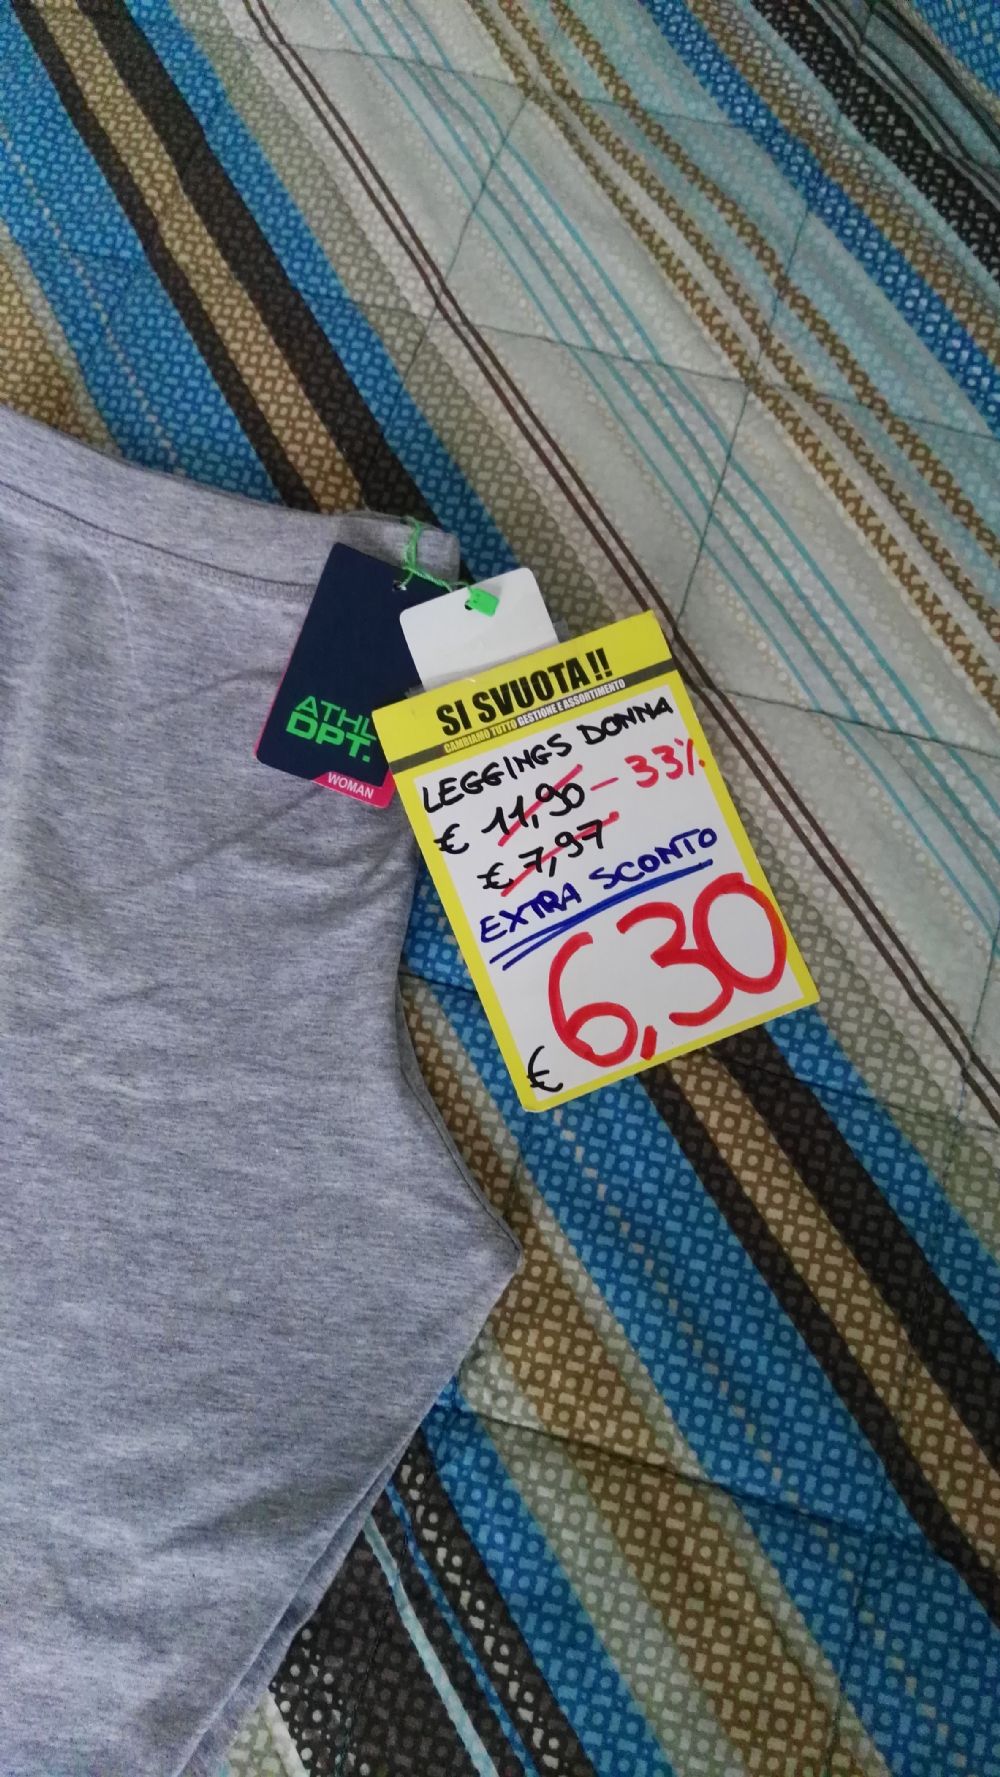 ATHL
DPT.
WOMAN
SI SVUOTA!!
CAMBIAMO TUTTO GESTIONE E ASSORTIMENTO
LEGGINGS DONNA
€ 11,90 - 33%
€ 7,97
EXTRA SCONTO
€ 6,30